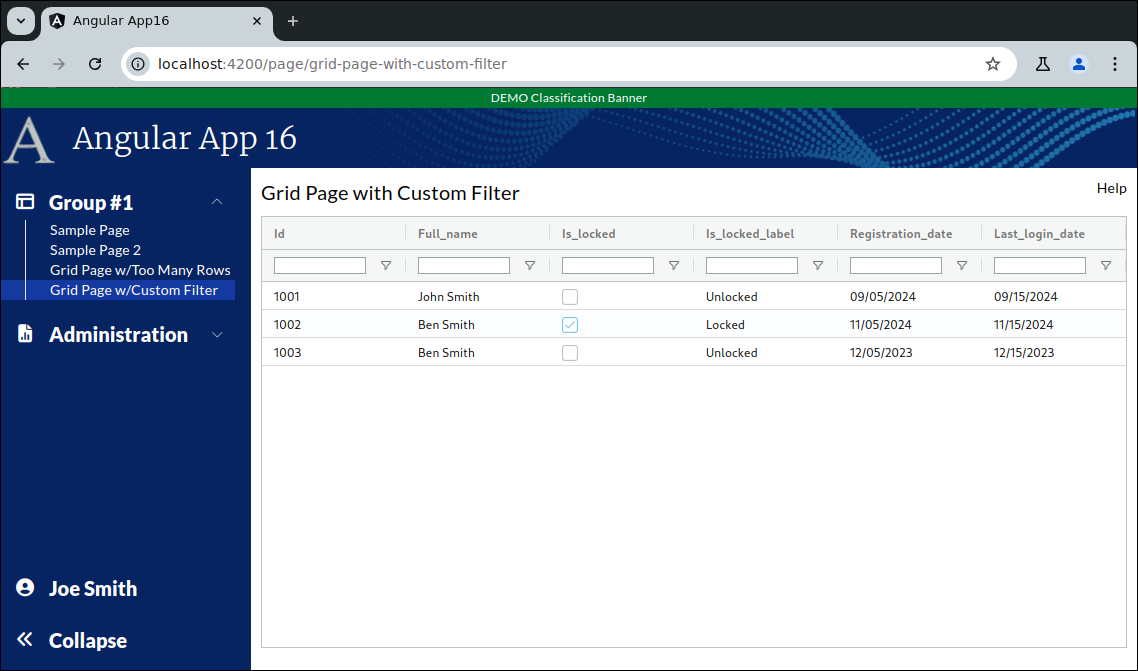 Angular App16
localhost:4200/page/grid-page-with-custom-filter
DEMO Classification Banner
A Angular App 16
Group #1
Sample Page
Sample Page 2
Grid Page w/Too Many Rows
Grid Page w/Custom Filter
Administration
Joe Smith
Collapse
Grid Page with Custom Filter
Help
Id Full_name Is_locked Is_locked_label Registration_date Last_login_date
1001 John Smith Unlocked 09/05/2024 09/15/2024
1002 Ben Smith Locked 11/05/2024 11/15/2024
1003 Ben Smith Unlocked 12/05/2023 12/15/2023